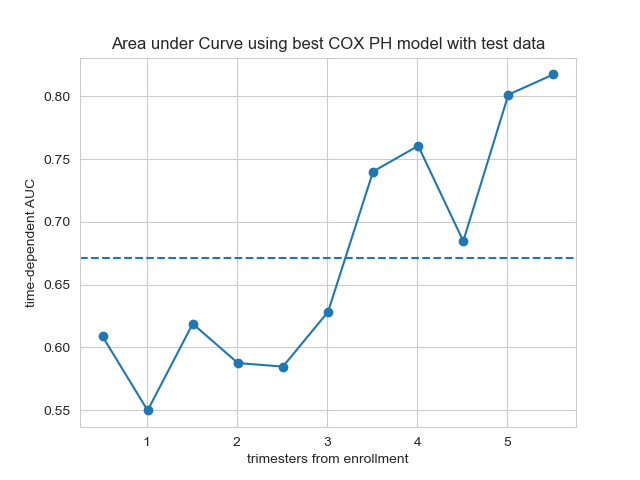 Area under Curve using best COX PH model with test data
time-dependent AUC
0.80
0.75
0.70
0.65
0.60
0.55
1 2 3 4 5
trimesters from enrollment